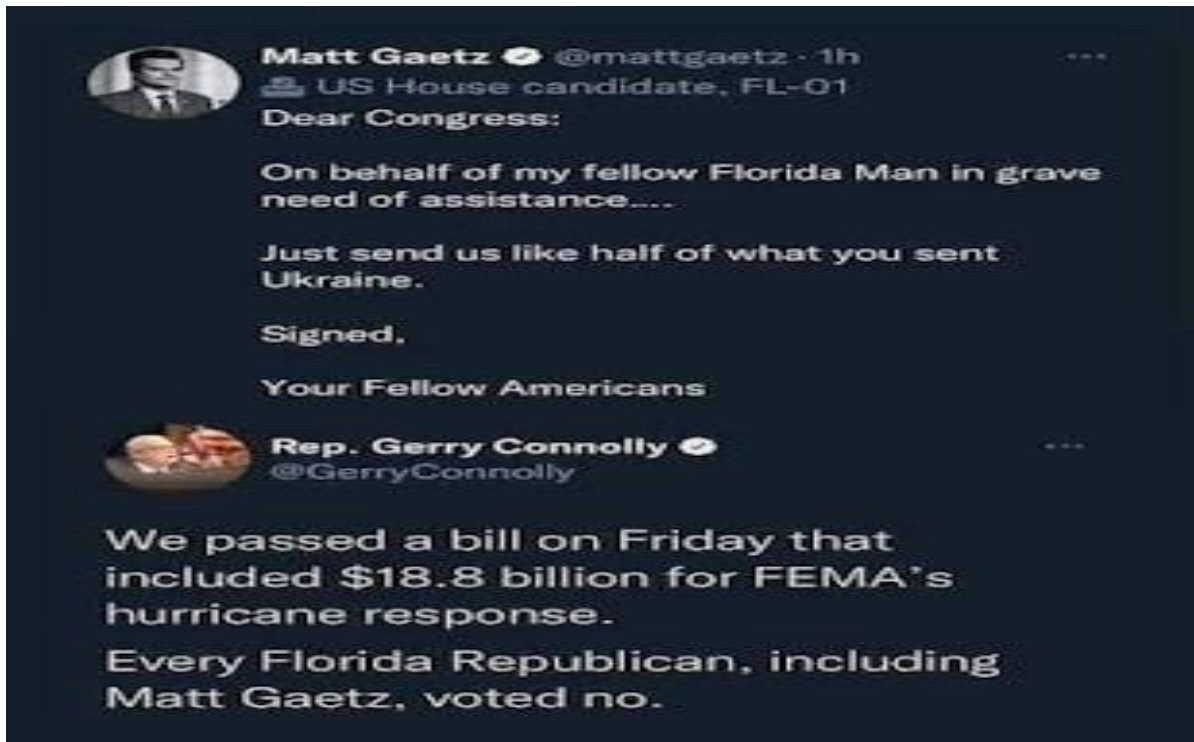 Matt Gaetz @mattgaetz · 1h
US House candidate, FL-01
Dear Congress:
On behalf of my fellow Florida Man in grave
need of assistance....
Just send us like half of what you sent
Ukraine.
Signed,
Your Fellow Americans
Rep. Gerry Connolly
@GerryConnolly
We passed a bill on Friday that
included $18.8 billion for FEMA's
hurricane response.
Every Florida Republican, including
Matt Gaetz, voted no.